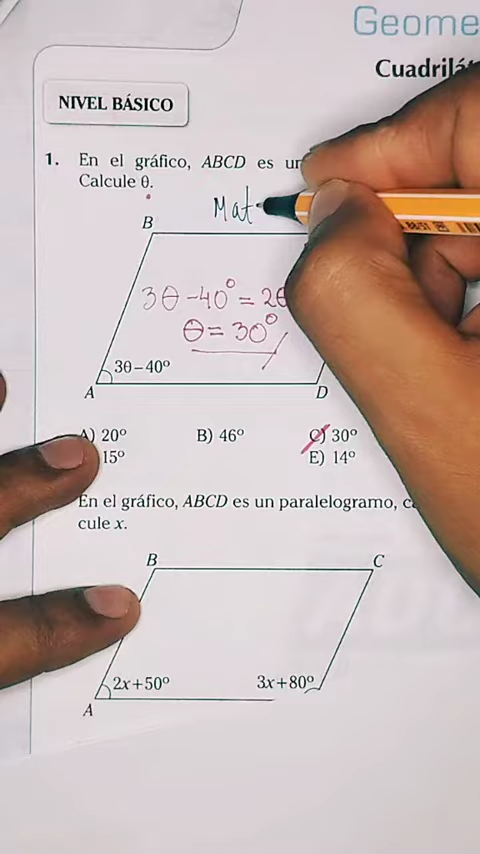 Geome
Cuadrilát
NIVEL BÁSICO
1. En el gráfico, ABCD es un
Calcule θ.
Mat
B
3θ-40° = 2θ
θ = 30°
3θ–40°
A
D
A) 20°
B) 46°
C) 30°
15°
E) 14°
En el gráfico, ABCD es un paralelogramo, ca
cule x.
B
C
2x+50°
3x+80°
A